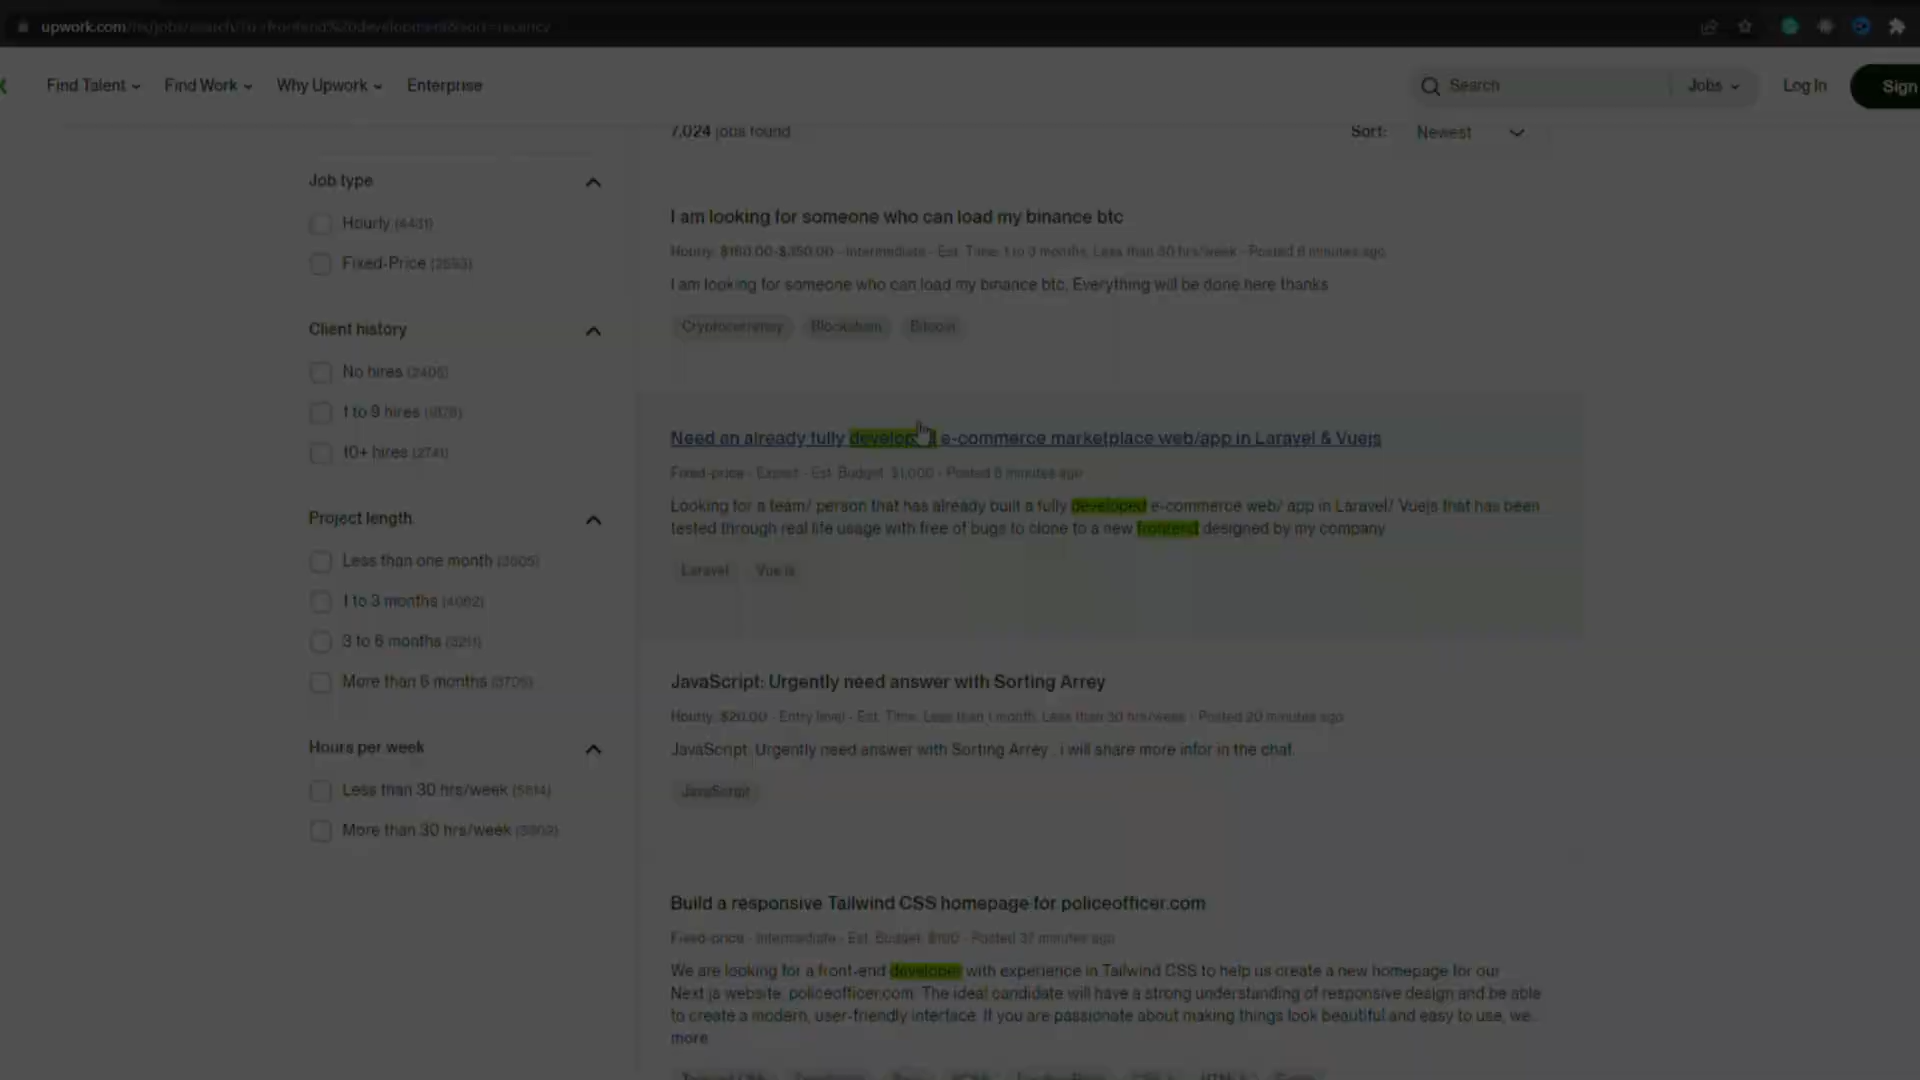 upwork.com/nx/jobs/search/?q=frontend%20development&sort=recency
Find Talent
Find Work
Why Upwork
Enterprise
Search
Jobs
Log In
Sign
7,024 jobs found
Sort:
Newest
Job type
Hourly (4431)
Fixed-Price (2593)
Client history
No hires (2405)
1 to 9 hires
10+ hires (2741)
Project length
Less than one month (3605)
1 to 3 months (4062)
3 to 6 months (3211)
More than 6 months (3705)
Hours per week
Less than 30 hrs/week (5814)
More than 30 hrs/week
I am looking for someone who can load my binance btc
Hourly: $160.00-$350.00 - Intermediate - Est. Time: 1 to 3 months, Less than 30 hrs/week - Posted 6 minutes ago
I am looking for someone who can load my binance btc. Everything will be done here thanks
Cryptocurrency
Blockchain
Bitcoin
Need an already fully developed e-commerce marketplace web/app in Laravel & Vuejs
Fixed-price - Expert - Est. Budget: $1,000 - Posted 8 minutes ago
Looking for a team/ person that has already built a fully developed e-commerce web/ app in Laravel/ Vuejs that has been
tested through real life usage with free of bugs to clone to a new frontend designed by my company
Laravel
Vue.js
JavaScript: Urgently need answer with Sorting Arrey
Hourly: $20.00 - Entry level - Est. Time: Less than 1 month, Less than 30 hrs/week - Posted 20 minutes ago
JavaScript: Urgently need answer with Sorting Arrey . i will share more infor in the chat.
JavaScript
Build a responsive Tailwind CSS homepage for policeofficer.com
Fixed-price - Intermediate - Est. Budget: $100 - Posted 37 minutes ago
We are looking for a front-end developer with experience in Tailwind CSS to help us create a new homepage for our
Next.js website, policeofficer.com. The ideal candidate will have a strong understanding of responsive design and be able
to create a modern, user-friendly interface. If you are passionate about making things look beautiful and easy to use, we…
more